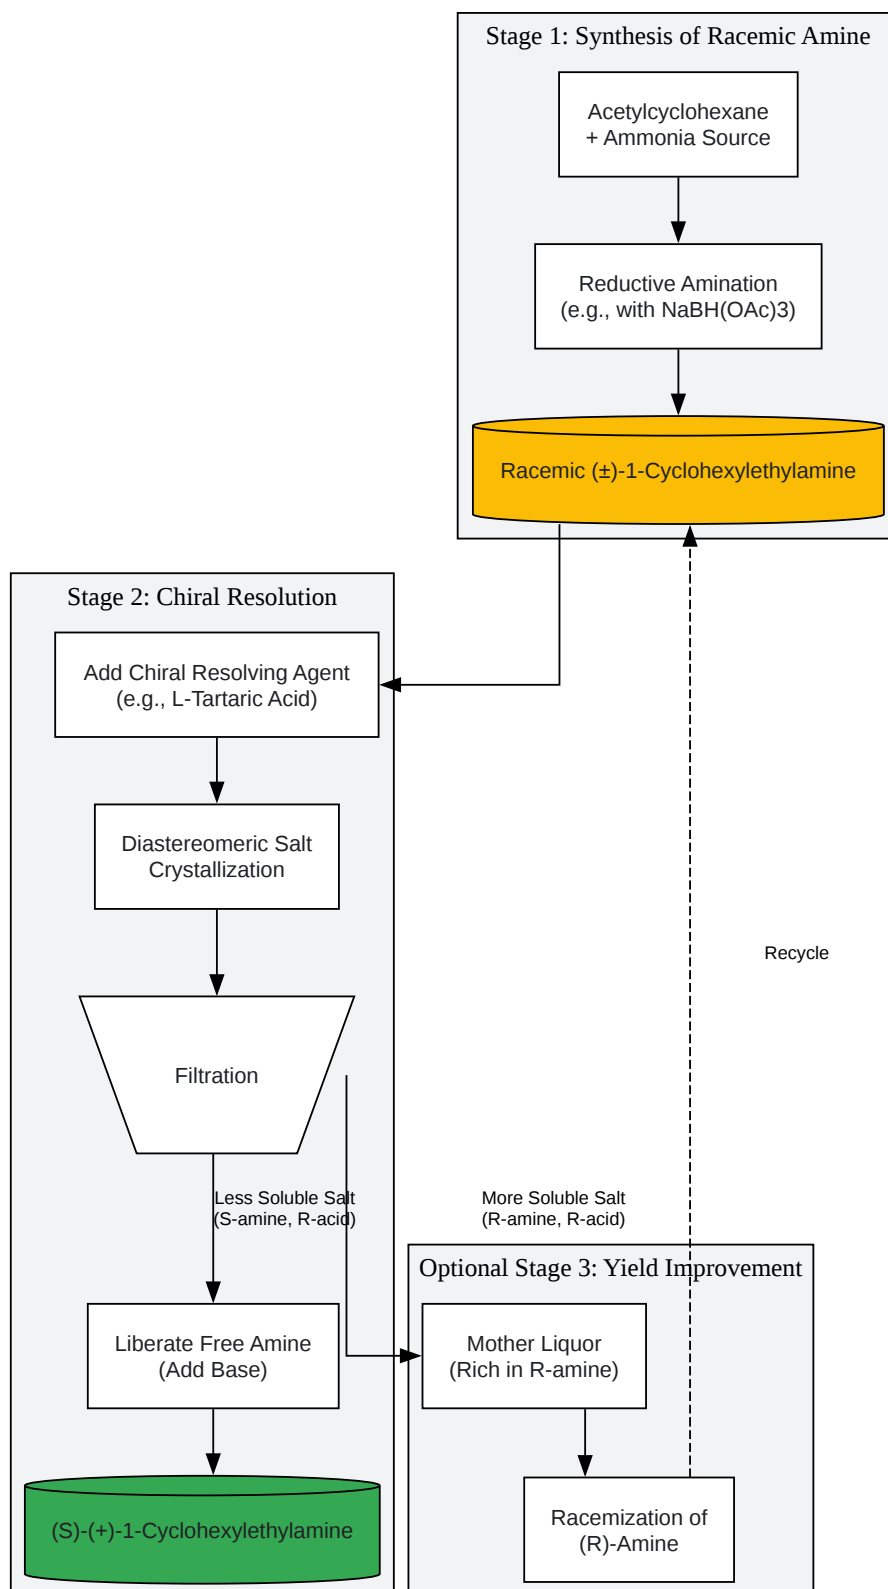 Stage 1: Synthesis of Racemic Amine
Acetylcyclohexane
+ Ammonia Source
Reductive Amination
(e.g., with NaBH(OAc)3)
Racemic (±)-1-Cyclohexylethylamine
Stage 2: Chiral Resolution
Add Chiral Resolving Agent
(e.g., L-Tartaric Acid)
Diastereomeric Salt
Crystallization
Recycle
Filtration
Less Soluble Salt
(S-amine, R-acid)
More Soluble Salt
(R-amine, R-acid)
Optional Stage 3: Yield Improvement
Liberate Free Amine
(Add Base)
Mother Liquor
(Rich in R-amine)
(S)-(+)-1-Cyclohexylethylamine
Racemization of
(R)-Amine